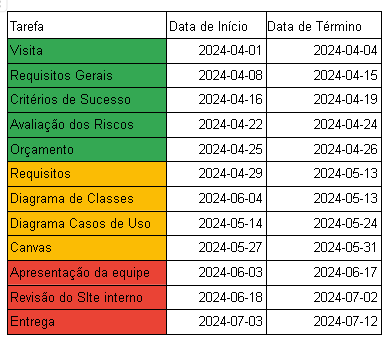 Tarefa Data de Início Data de Término
Visita 2024-04-01 2024-04-04
Requisitos Gerais 2024-04-08 2024-04-15
Critérios de Sucesso 2024-04-16 2024-04-19
Avaliação dos Riscos 2024-04-22 2024-04-24
Orçamento 2024-04-25 2024-04-26
Requisitos 2024-04-29 2024-05-13
Diagrama de Classes 2024-06-04 2024-05-13
Diagrama Casos de Uso 2024-05-14 2024-05-24
Canvas 2024-05-27 2024-05-31
Apresentação da equipe 2024-06-03 2024-06-17
Revisão do SIte interno 2024-06-18 2024-07-02
Entrega 2024-07-03 2024-07-12